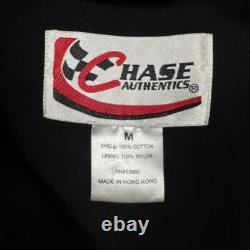 CHASE
AUTHENTICS®
M
SHELL: 100% COTTON
LINING: 100% NYLON
MADE IN HONG KONG